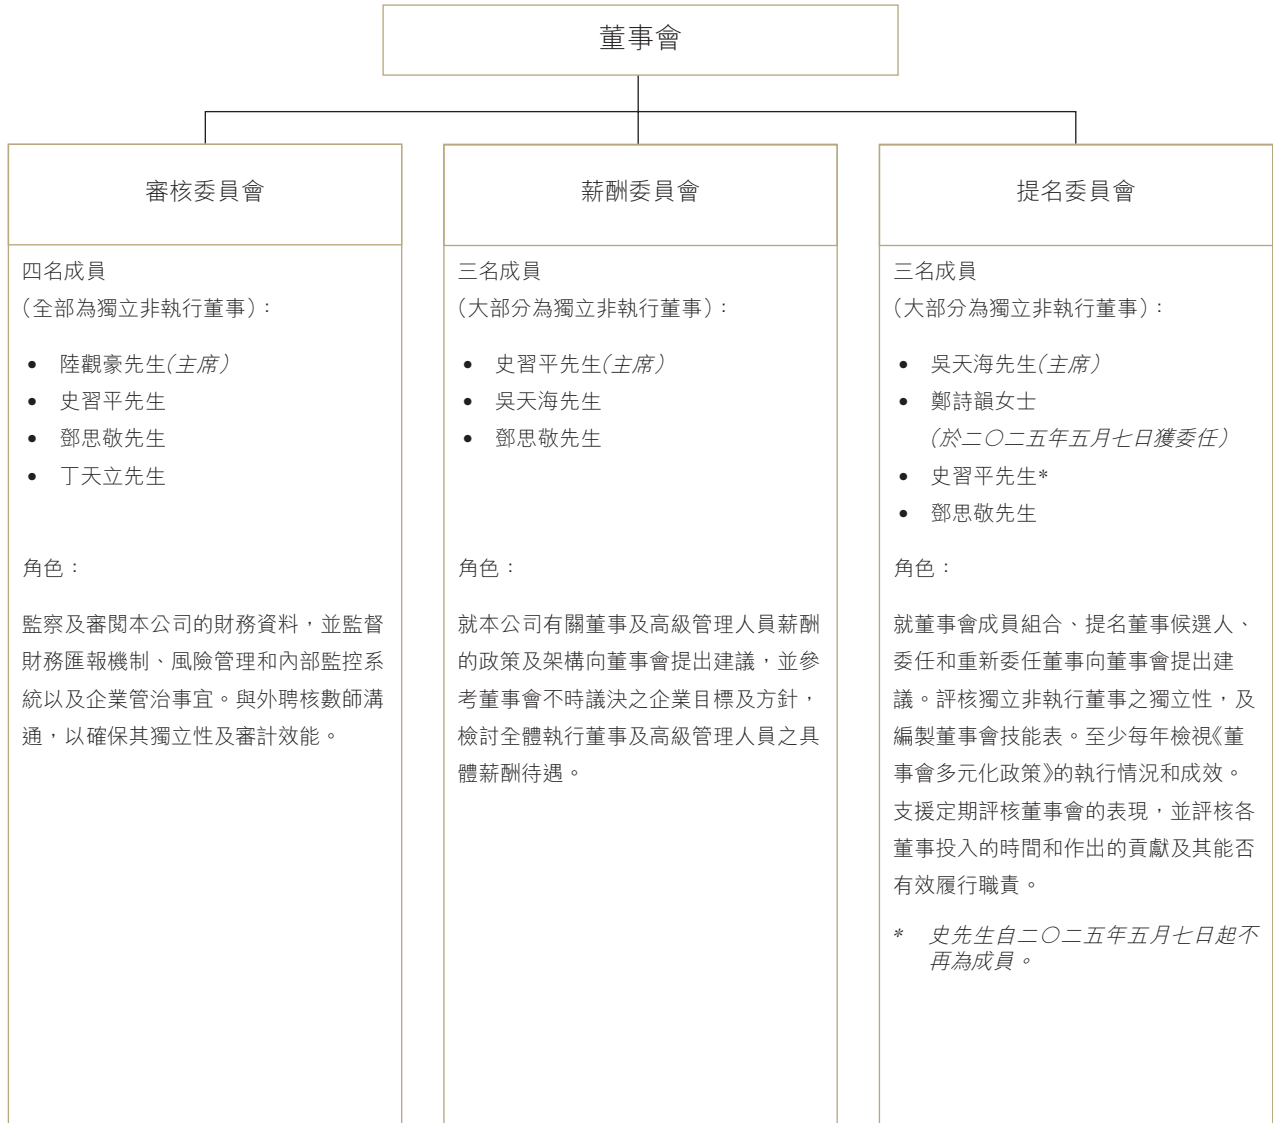 董事會
審核委員會
四名成員
(全部為獨立非執行董事)：
• 陸觀豪先生(主席)
• 史習平先生
• 鄧思敬先生
• 丁天立先生
角色：
監察及審閱本公司的財務資料，並監督
財務匯報機制、風險管理和內部監控系
統以及企業管治事宜。與外聘核數師溝
通，以確保其獨立性及審計效能。
薪酬委員會
三名成員
(大部分為獨立非執行董事)：
• 史習平先生(主席)
• 吳天海先生
• 鄧思敬先生
角色：
就本公司有關董事及高級管理人員薪酬
的政策及架構向董事會提出建議，並參
考董事會不時議決之企業目標及方針，
檢討全體執行董事及高級管理人員之具
體薪酬待遇。
提名委員會
三名成員
(大部分為獨立非執行董事)：
• 吳天海先生(主席)
• 鄭詩韻女士
(於二〇二五年五月七日獲委任)
• 史習平先生*
• 鄧思敬先生
角色：
就董事會成員組合、提名董事候選人、
委任和重新委任董事向董事會提出建
議。評核獨立非執行董事之獨立性，及
編製董事會技能表。至少每年檢視《董
事會多元化政策》的執行情況和成效。
支援定期評核董事會的表現，並評核各
董事投入的時間和作出的貢獻及其能否
有效履行職責。
* 史先生自二〇二五年五月七日起不
再為成員。